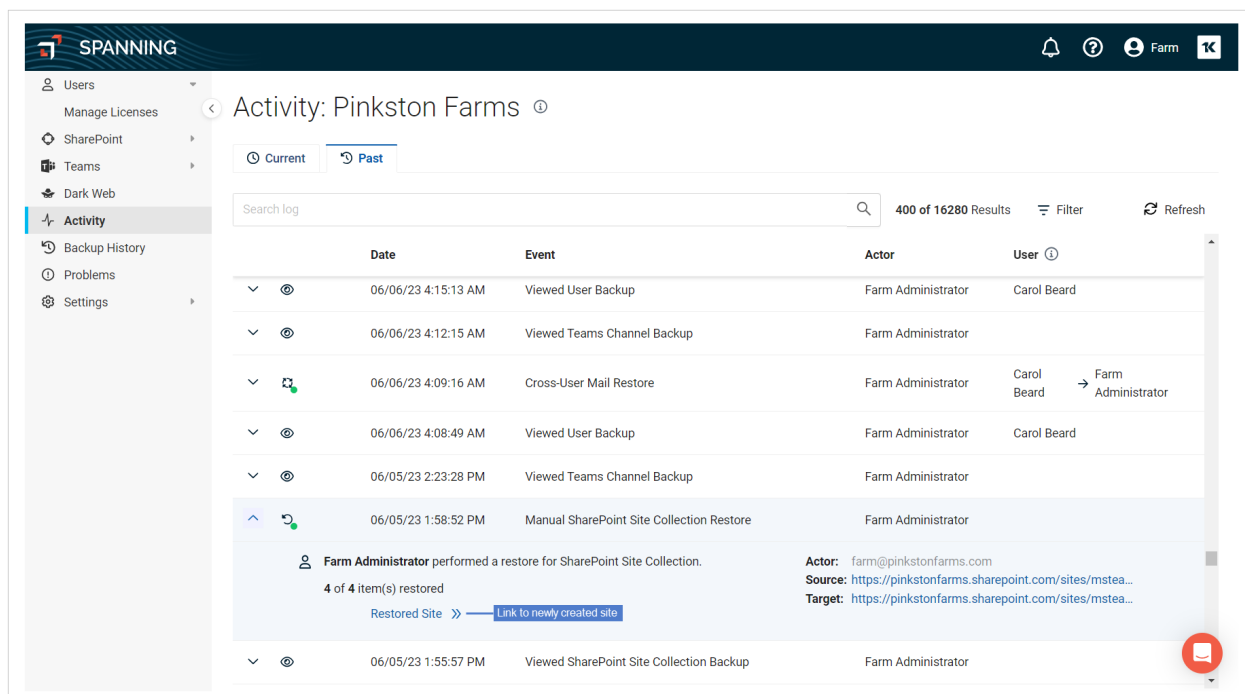 SPANNING
Farm
Users
Manage Licenses
SharePoint
Teams
Dark Web
Activity
Backup History
Problems
Settings
Activity: Pinkston Farms
Current Past
Search log
400 of 16280 Results Filter Refresh
Date Event Actor User
06/06/23 4:15:13 AM Viewed User Backup Farm Administrator Carol Beard
06/06/23 4:12:15 AM Viewed Teams Channel Backup Farm Administrator
06/06/23 4:09:16 AM Cross-User Mail Restore Farm Administrator Carol Beard → Farm Administrator
06/06/23 4:08:49 AM Viewed User Backup Farm Administrator Carol Beard
06/05/23 2:23:28 PM Viewed Teams Channel Backup Farm Administrator
06/05/23 1:58:52 PM Manual SharePoint Site Collection Restore Farm Administrator
Farm Administrator performed a restore for SharePoint Site Collection.
4 of 4 item(s) restored
Restored Site » Link to newly created site
Actor: farm@pinkstonfarms.com
Source: https://pinkstonfarms.sharepoint.com/sites/mstea...
Target: https://pinkstonfarms.sharepoint.com/sites/mstea...
06/05/23 1:55:57 PM Viewed SharePoint Site Collection Backup Farm Administrator